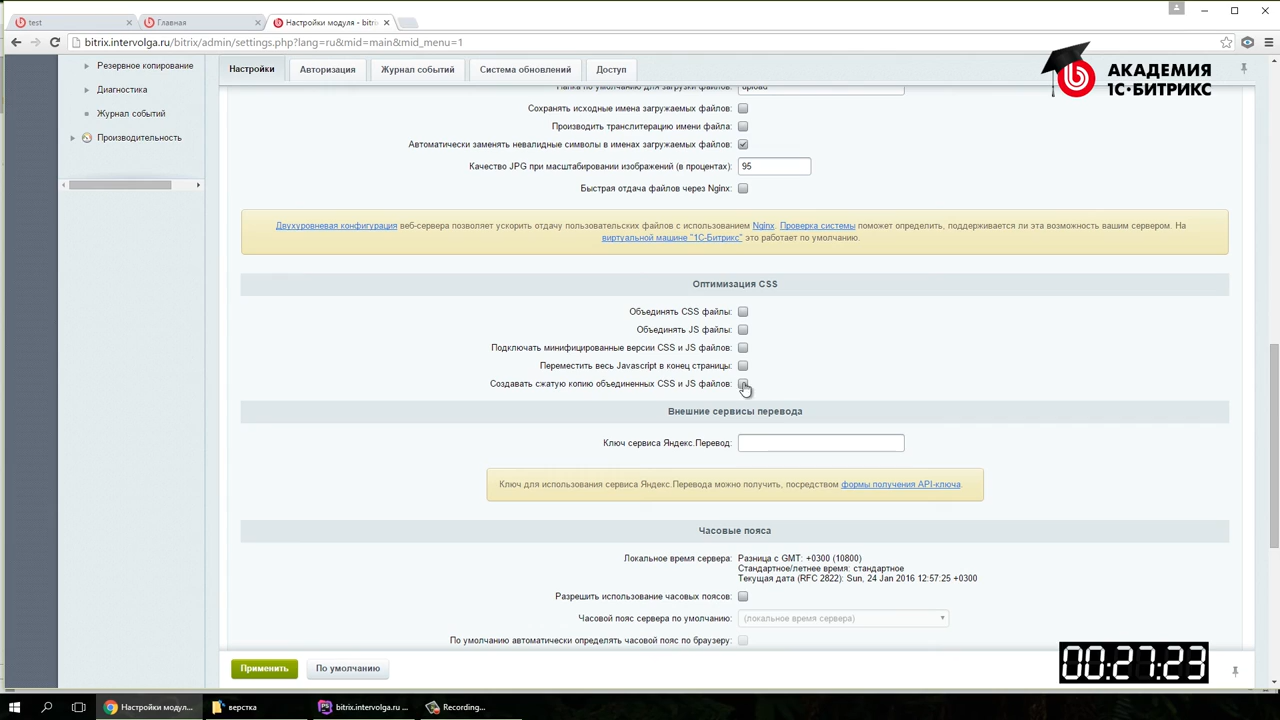 test
Главная
Настройки модуля - bitri
bitrix.intervolga.ru/bitrix/admin/settings.php?lang=ru&mid=main&mid_menu=1
АКАДЕМИЯ
1С-БИТРИКС
Резервное копирование
Диагностика
Журнал событий
Производительность
Настройки
Авторизация
Журнал событий
Система обновлений
Доступ
Папка по умолчанию для загрузки файлов: upload
Сохранять исходные имена загружаемых файлов:
Производить транслитерацию имени файла:
Автоматически заменять невалидные символы в именах загружаемых файлов:
Качество JPG при масштабировании изображений (в процентах): 95
Быстрая отдача файлов через Nginx:
Двухуровневая конфигурация веб-сервера позволяет ускорить отдачу пользовательских файлов с использованием Nginx. Проверка системы поможет определить, поддерживается ли эта возможность вашим сервером. На
виртуальной машине "1С-Битрикс" это работает по умолчанию.
Оптимизация CSS
Объединять CSS файлы:
Объединять JS файлы:
Подключать минифицированные версии CSS и JS файлов:
Переместить весь Javascript в конец страницы:
Создавать сжатую копию объединенных CSS и JS файлов:
Внешние сервисы перевода
Ключ сервиса Яндекс.Перевод:
Ключ для использования сервиса Яндекс.Перевода можно получить, посредством формы получения API-ключа.
Часовые пояса
Локальное время сервера: Разница с GMT: +0300 (10800)
Стандартное/летнее время: стандартное
Текущая дата (RFC 2822): Sun, 24 Jan 2016 12:57:25 +0300
Разрешить использование часовых поясов:
Часовой пояс сервера по умолчанию: (локальное время сервера)
По умолчанию автоматически определять часовой пояс по браузеру:
Применить
По умолчанию
00:27:23
Настройки модул...
верстка
bitrix.intervolga.ru ...
Recording...